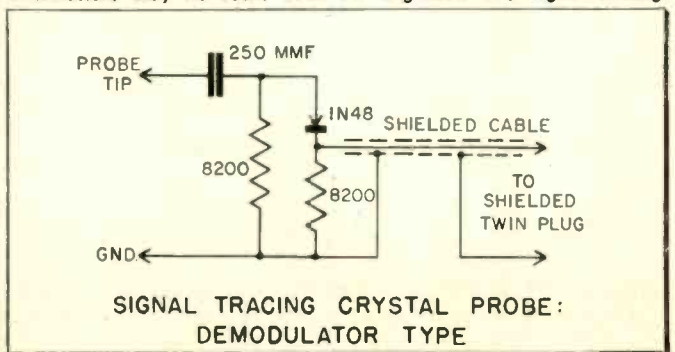 250 MMF
PROBE
TIP
1N48
SHIELDED CABLE
8200
8200
TO
SHIELDED
TWIN PLUG
GND.
SIGNAL TRACING CRYSTAL PROBE:
DEMODULATOR TYPE